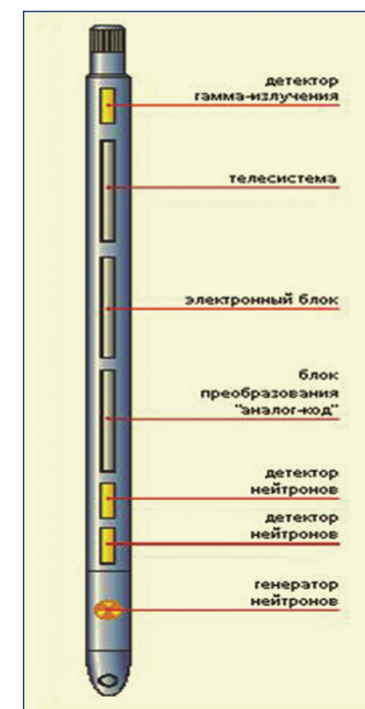 детектор
гамма-излучения
телесистема
электронный блок
блок
преобразования
"аналог-код"
детектор
нейтронов
детектор
нейтронов
генератор
нейтронов